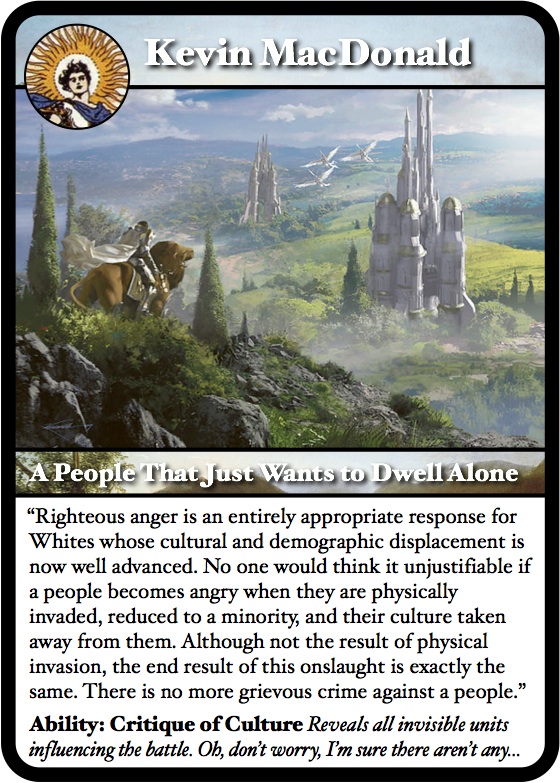 Kevin MacDonald
A People That Just Wants to Dwell Alone
“Righteous anger is an entirely appropriate response for
Whites whose cultural and demographic displacement is
now well advanced. No one would think it unjustifiable if
a people becomes angry when they are physically
invaded, reduced to a minority, and their culture taken
away from them. Although not the result of physical
invasion, the end result of this onslaught is exactly the
same. There is no more grievous crime against a people.”
Ability: Critique of Culture Reveals all invisible units
influencing the battle. Oh, don’t worry, I’m sure there aren’t any...